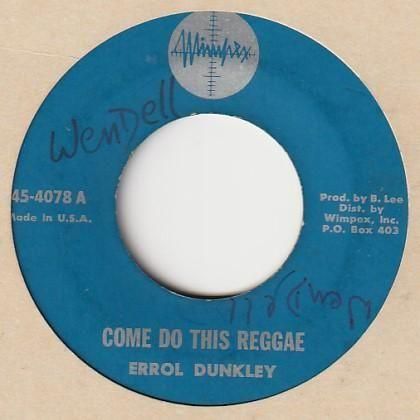 Wimpex
Wendell
45-4078 A
Made in U.S.A.
Prod. by B. Lee
Dist. by
Wimpex, Inc.
P.O. Box 403
Wendell
COME DO THIS REGGAE
ERROL DUNKLEY